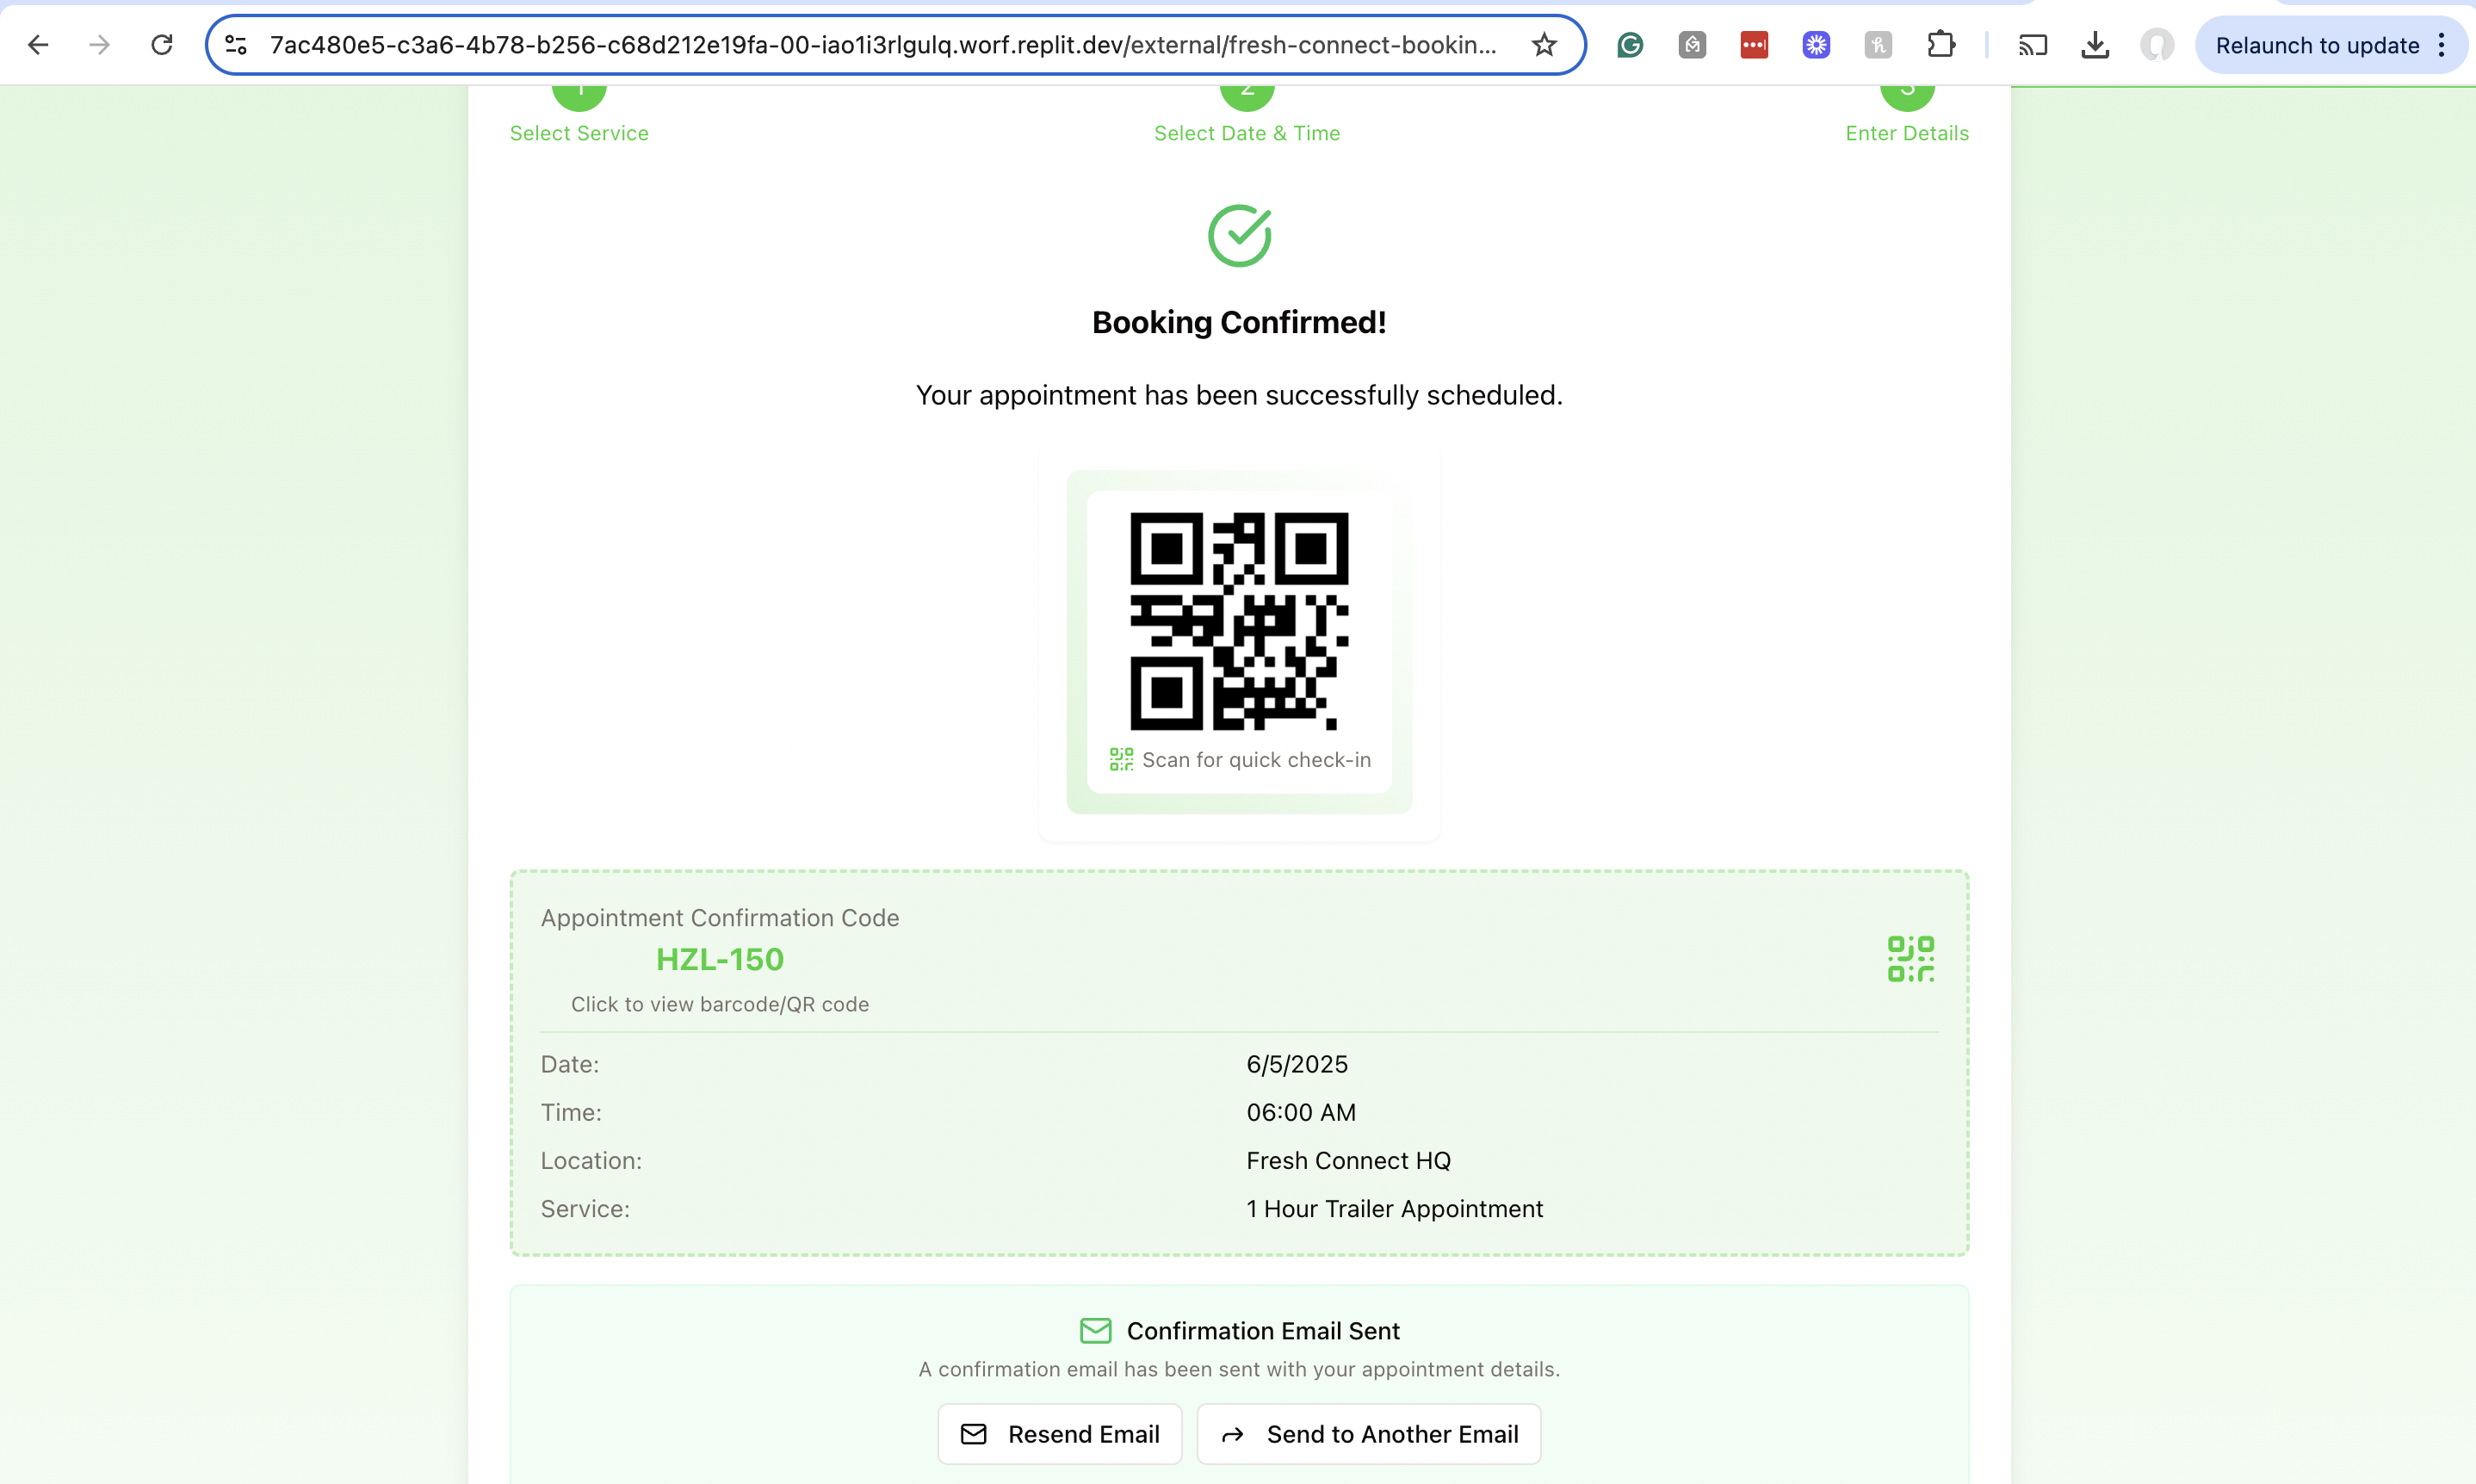 7ac480e5-c3a6-4b78-b256-c68d212e19fa-00-iao1i3rlgulq.worf.replit.dev/external/fresh-connect-bookin...
Relaunch to update
1
2
3
Select Service
Select Date & Time
Enter Details
Booking Confirmed!
Your appointment has been successfully scheduled.
Scan for quick check-in
Appointment Confirmation Code
HZL-150
Click to view barcode/QR code
Date:
6/5/2025
Time:
06:00 AM
Location:
Fresh Connect HQ
Service:
1 Hour Trailer Appointment
Confirmation Email Sent
A confirmation email has been sent with your appointment details.
Resend Email
Send to Another Email